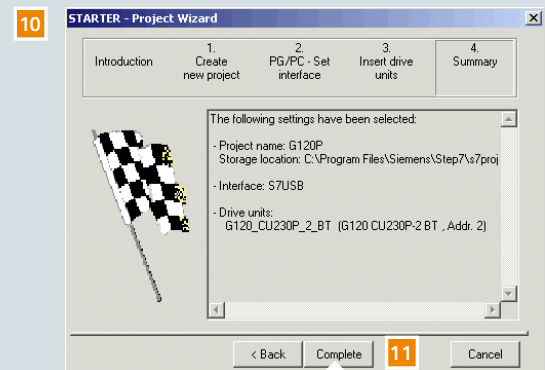 10
STARTER - Project Wizard
Introduction
1.
Create
new project
2.
PG/PC - Set
interface
3.
Insert drive
units
4.
Summary
The following settings have been selected:
- Project name: G120P
Storage location: C:\Program Files\Siemens\Step7\s7proj
- Interface: S7USB
- Drive units:
G120_CU230P_2_BT (G120 CU230P-2 BT , Addr. 2)
< Back
Complete
11
Cancel